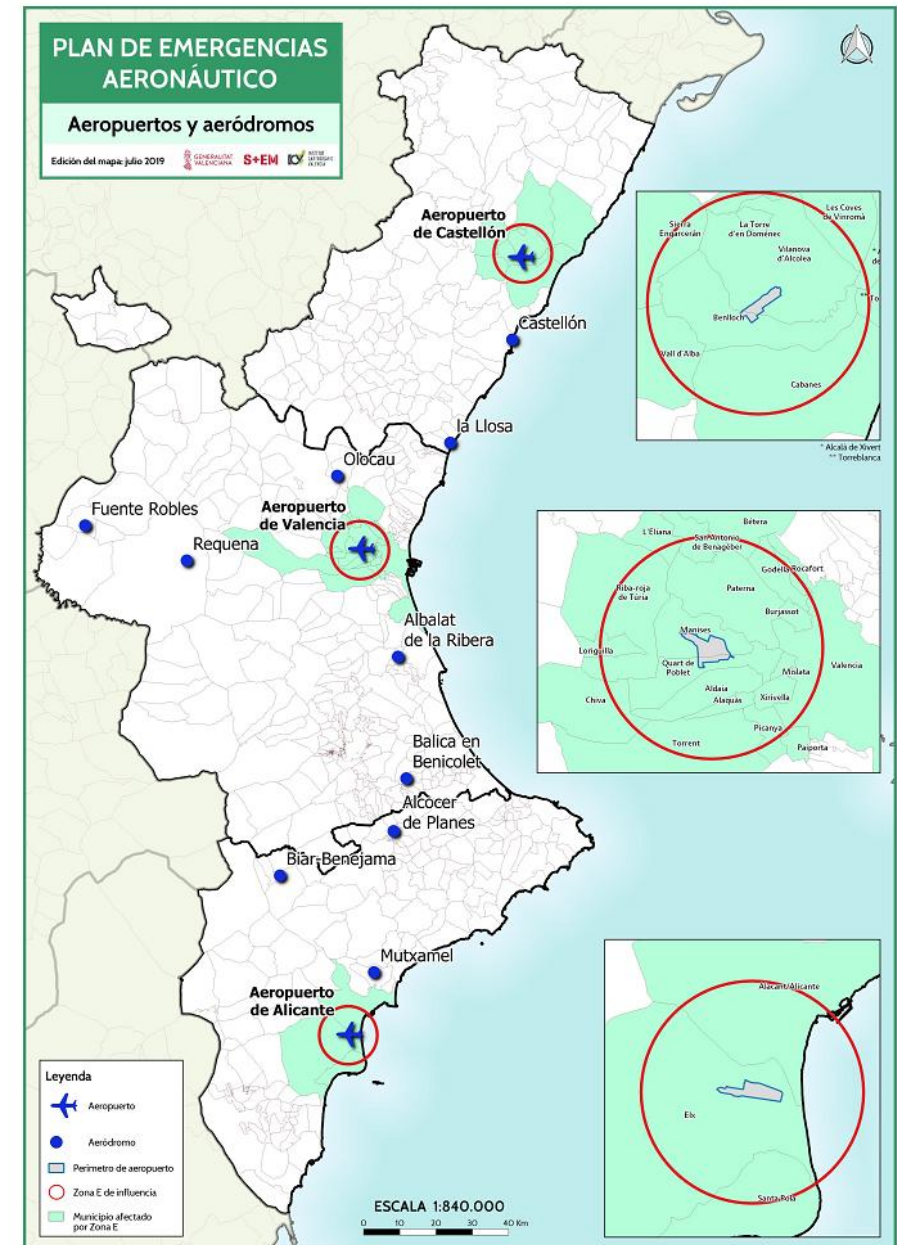 PLAN DE EMERGENCIAS
AERONÁUTICO
Aeropuertos y aeródromos
Edición del mapa: julio 2019
GENERALITAT
VALENCIANA
S+EM
ICV
Aeropuerto
de Castellón
Castellón
la Llosa
Olocau
Fuente Robles
Aeropuerto
de Valencia
Requena
Albalat
de la Ribera
Balica en
Benicolet
Alcocer
de Planes
Biar-Benejama
Mutxamel
Aeropuerto
de Alicante
Les Coves
de Vinromà
Sierra
Engarcerán
La Torre
d'en Doménec
Vilanova
d'Alcolea
* A
de
** To
Benlloch
Vall d'Alba
Cabanes
* Alcalà de Xivert
** Torreblanca
Bétera
L'Eliana
San Antonio
de Benagéber
Godella
Rocafort
Riba-roja
de Túria
Paterna
Burjassot
Manises
Loriguilla
Quart de
Poblet
Mislata
Valencia
Aldaia
Chiva
Alaquàs
Xirivella
Picanya
Torrent
Paiporta
Alacant/Alicante
Elx
Santa Pola
Leyenda
Aeropuerto
Aeródromo
Perímetro de aeropuerto
Zona E de influencia
Municipio afectado
por Zona E
ESCALA 1:840.000
0 10 20 30 40 Km